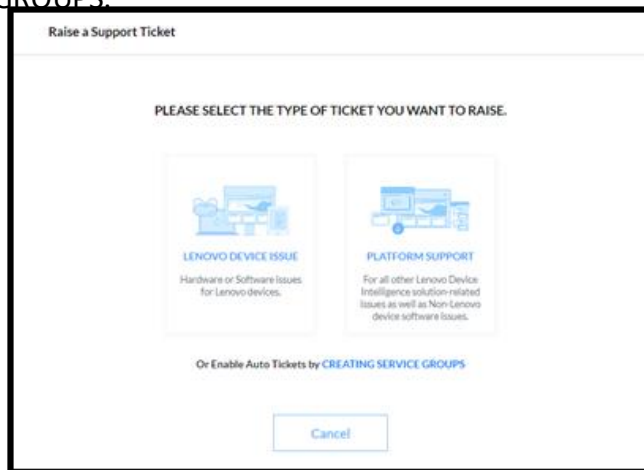 GROUPS.
Raise a Support Ticket
PLEASE SELECT THE TYPE OF TICKET YOU WANT TO RAISE.
LENOVO DEVICE ISSUE
Hardware or Software Issues
for Lenovo devices.
PLATFORM SUPPORT
For all other Lenovo Device
Intelligence solution-related
issues as well as Non-Lenovo
device software issues.
Or Enable Auto Tickets by CREATING SERVICE GROUPS
Cancel